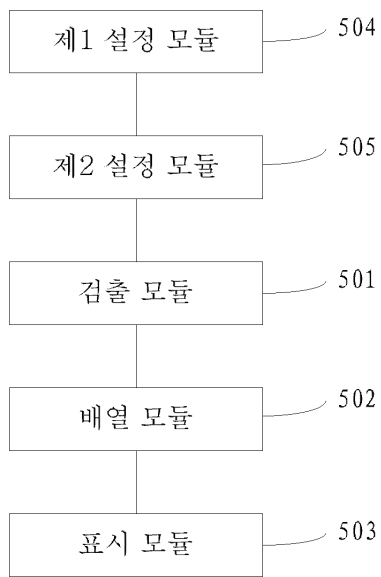 제1 설정 모듈
504
제2 설정 모듈
505
검출 모듈
501
배열 모듈
502
표시 모듈
503